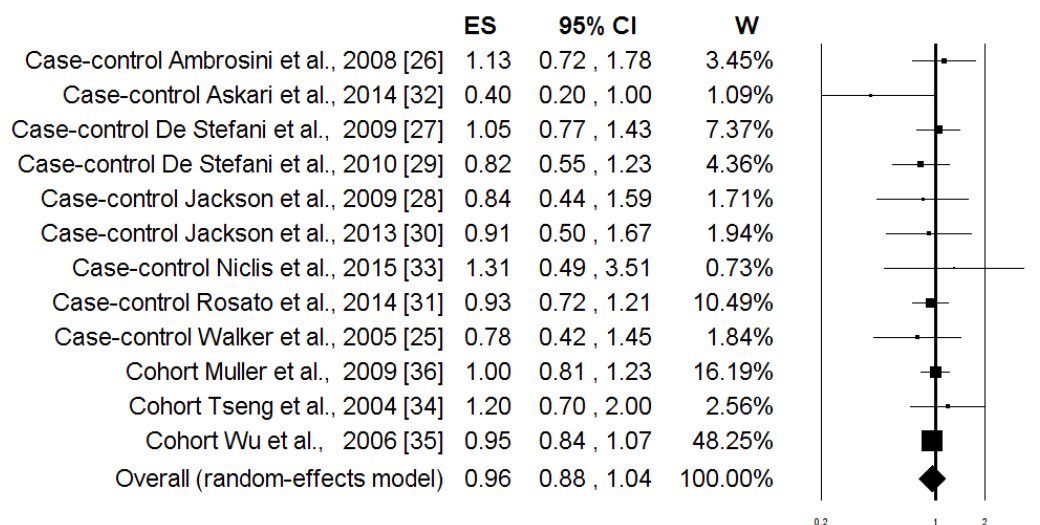 ES 95% CI W
Case-control Ambrosini et al., 2008 [26] 1.13 0.72 , 1.78 3.45%
Case-control Askari et al., 2014 [32] 0.40 0.20 , 1.00 1.09%
Case-control De Stefani et al., 2009 [27] 1.05 0.77 , 1.43 7.37%
Case-control De Stefani et al., 2010 [29] 0.82 0.55 , 1.23 4.36%
Case-control Jackson et al., 2009 [28] 0.84 0.44 , 1.59 1.71%
Case-control Jackson et al., 2013 [30] 0.91 0.50 , 1.67 1.94%
Case-control Niclis et al., 2015 [33] 1.31 0.49 , 3.51 0.73%
Case-control Rosato et al., 2014 [31] 0.93 0.72 , 1.21 10.49%
Case-control Walker et al., 2005 [25] 0.78 0.42 , 1.45 1.84%
Cohort Muller et al., 2009 [36] 1.00 0.81 , 1.23 16.19%
Cohort Tseng et al., 2004 [34] 1.20 0.70 , 2.00 2.56%
Cohort Wu et al., 2006 [35] 0.95 0.84 , 1.07 48.25%
Overall (random-effects model) 0.96 0.88 , 1.04 100.00%
0.2 1 2